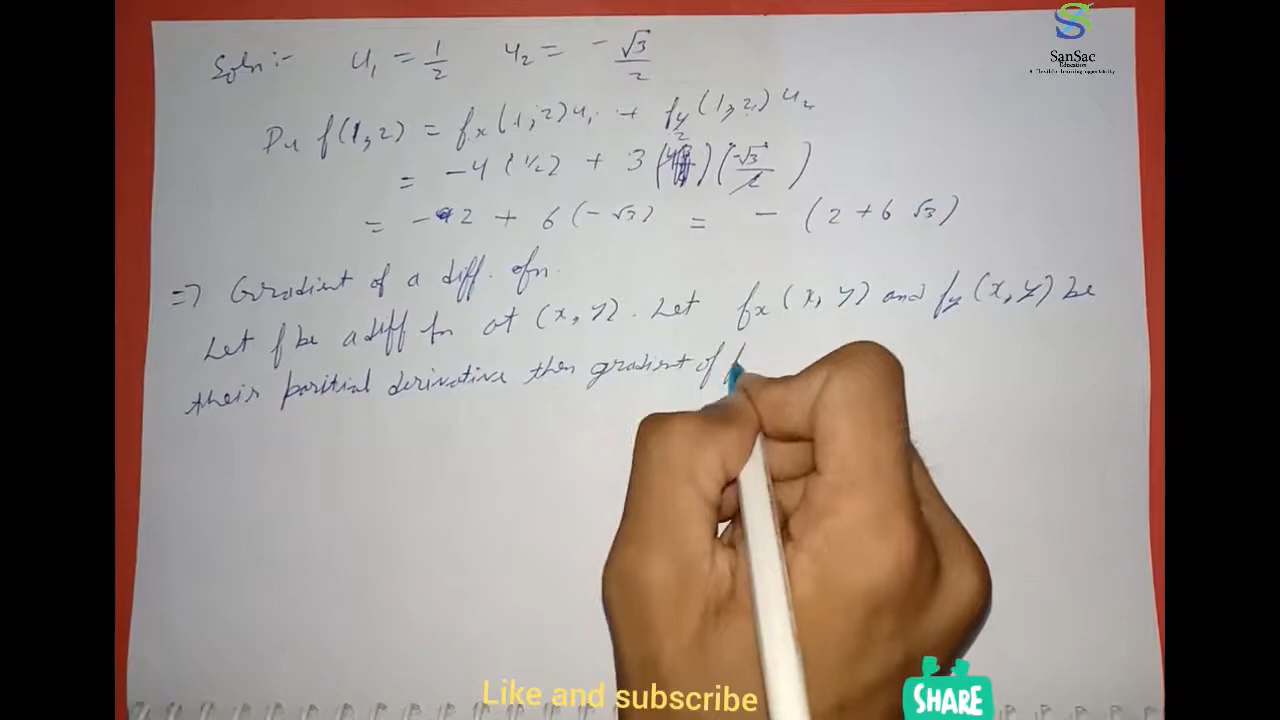 Soln:- u₁ = 1/2 u₂ = -√3/2
Du f(1,2) = fx(1,2)u₁ + fy(1,2)u₂
= -4(1/2) + 3 (-√3/2)
= -2 + 6(-√3) = -(2+6√3)
=> Gradient of a diff. fn.
Let f be a diff fn at (x,y). Let fx(x,y) and fy(x,y) be
their paritial derivative then gradient of f
SanSac
Education
Like and subscribe
SHARE